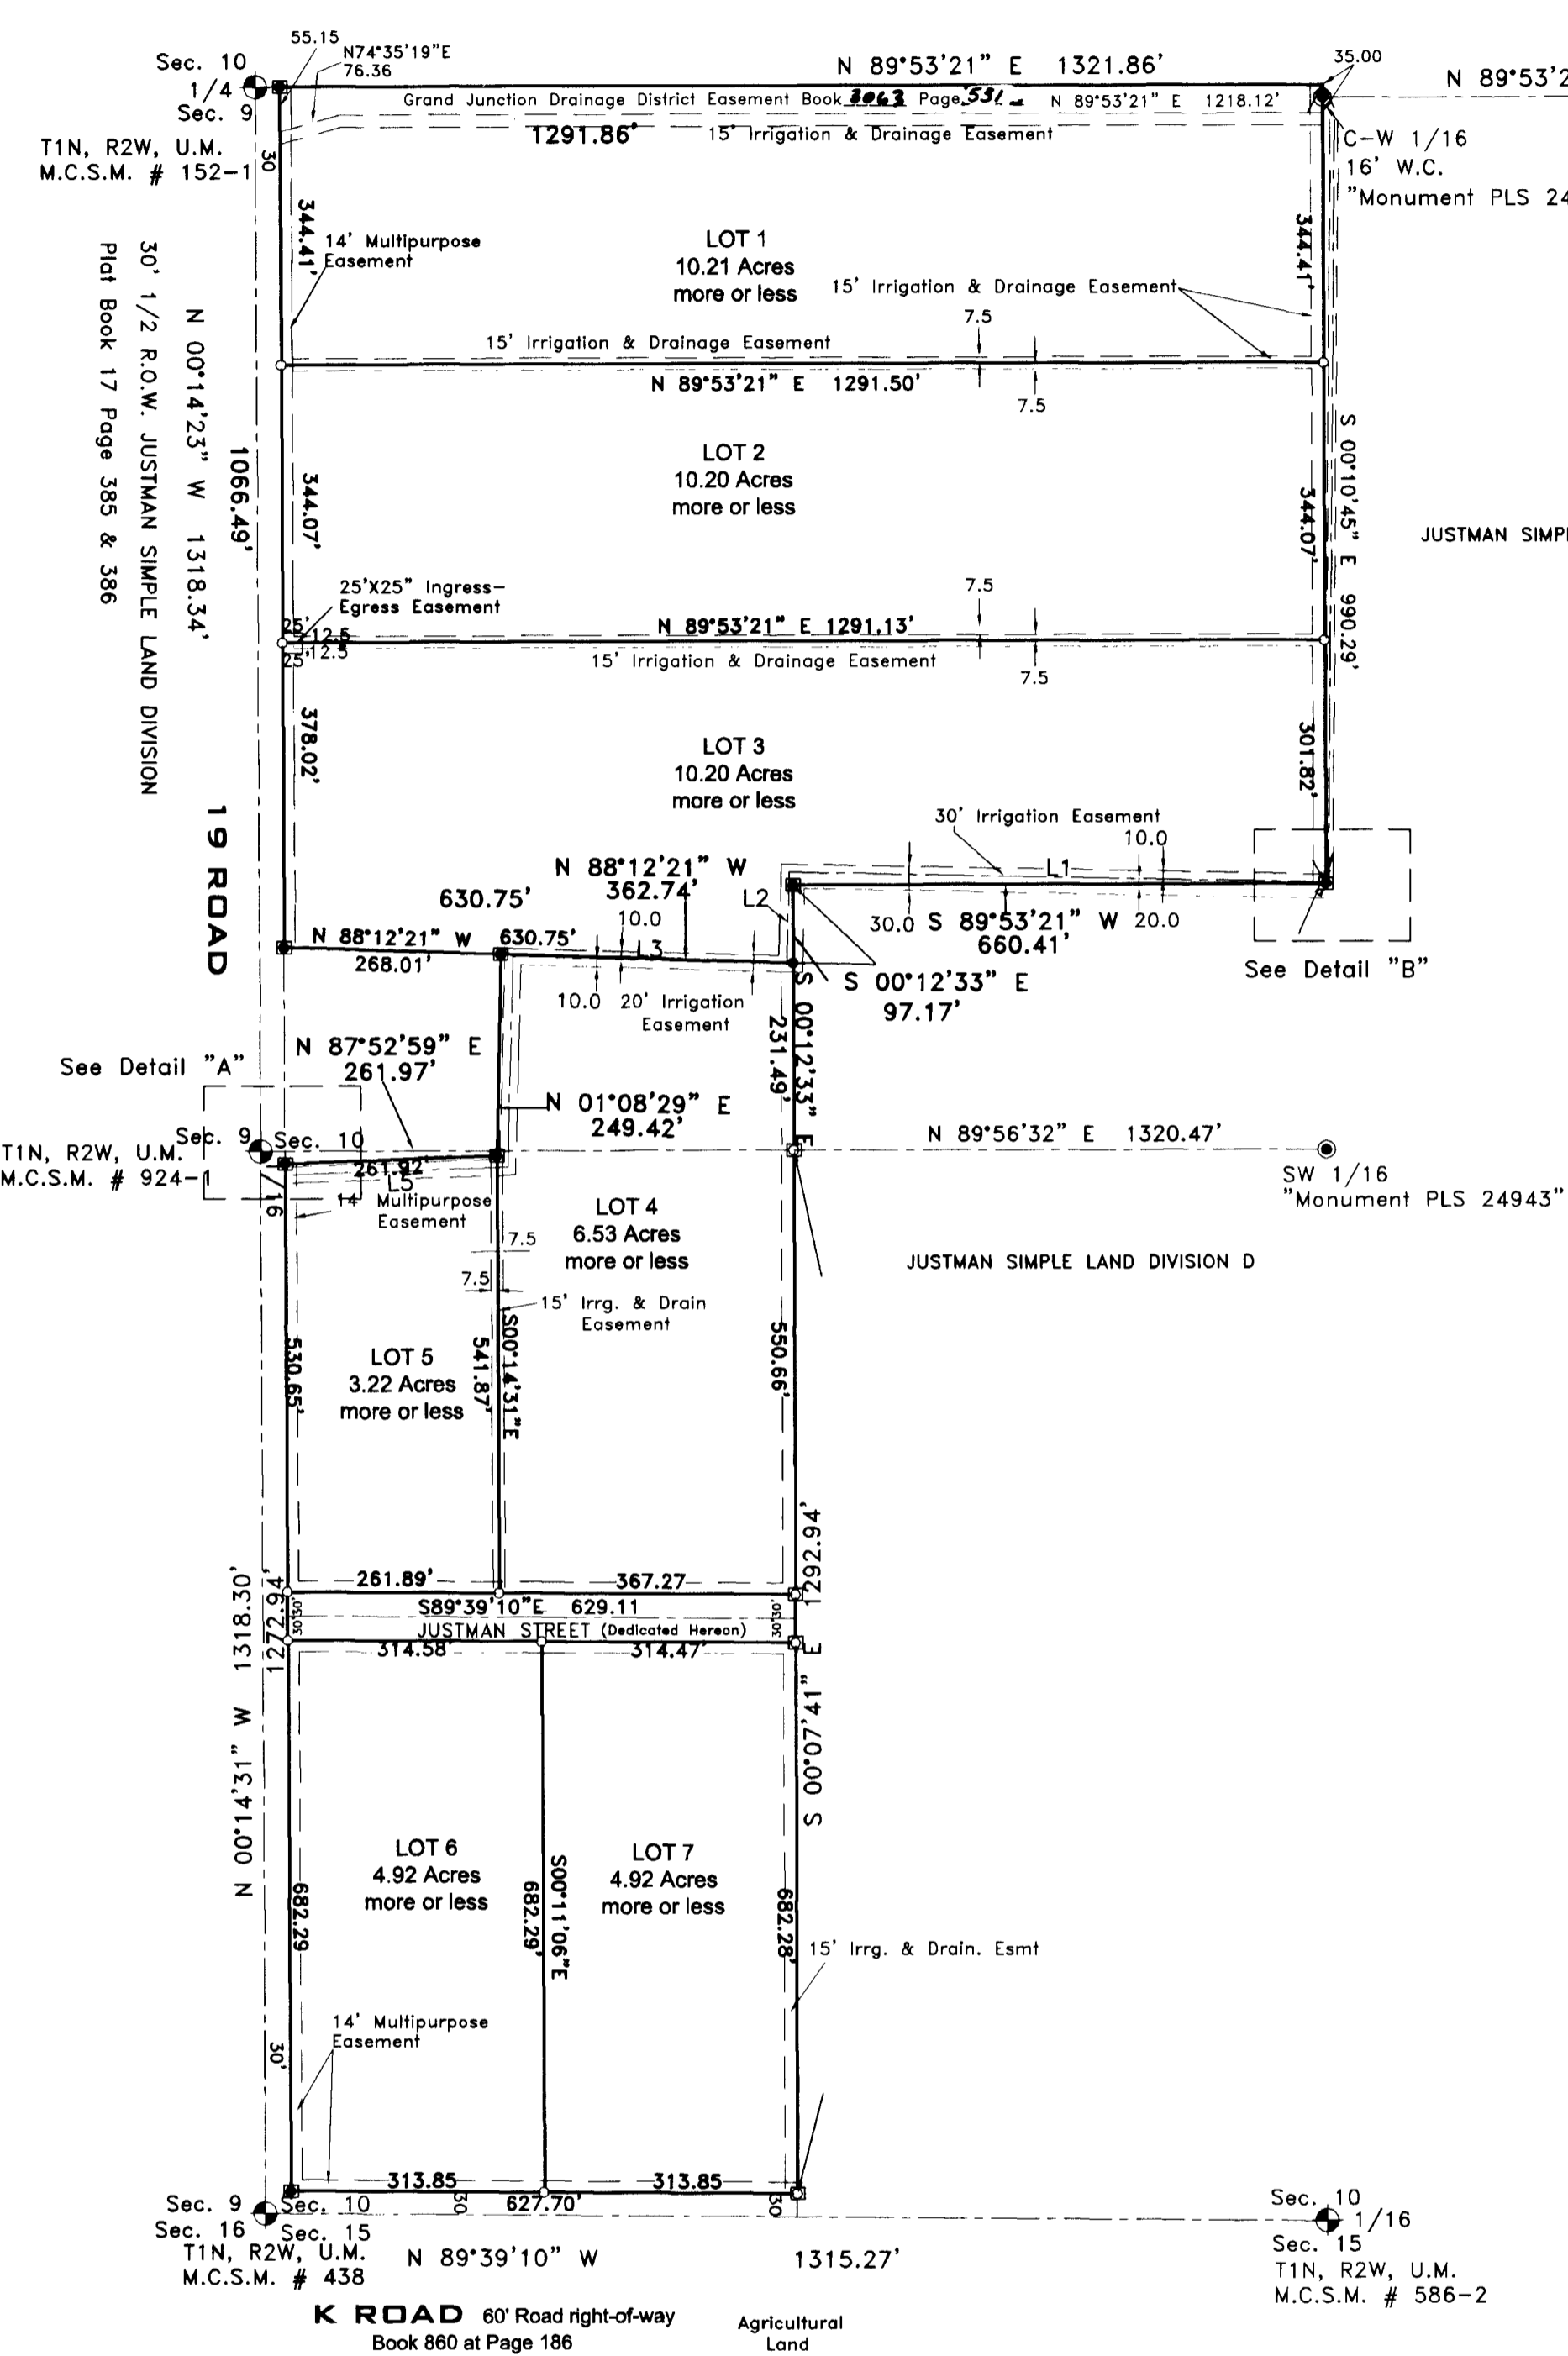 55.15
N74°35'19"E
76.36
Sec. 10
1/4
Sec. 9
T1N, R2W, U.M.
M.C.S.M. # 152-1
N 89°53'21" E 1321.86'
35.00
N 89°53'2
Grand Junction Drainage District Easement Book 3063 Page 551 N 89°53'21" E 1218.12'
1291.86'
15' Irrigation & Drainage Easement
C-W 1/16
16' W.C.
"Monument PLS 24
30
344.41'
14' Multipurpose
Easement
LOT 1
10.21 Acres
more or less
15' Irrigation & Drainage Easement
344.41'
7.5
15' Irrigation & Drainage Easement
N 89°53'21" E 1291.50'
7.5
30' 1/2 R.O.W. JUSTMAN SIMPLE LAND DIVISION
Plat Book 17 Page 385 & 386
N 00°14'23" W 1318.34'
1066.49'
344.07'
LOT 2
10.20 Acres
more or less
344.07'
S 00°10'45" E 990.29'
JUSTMAN SIMPL
25'X25" Ingress-
Egress Easement
25'
12.5
25'
12.5'
7.5
N 89°53'21" E 1291.13'
15' Irrigation & Drainage Easement
7.5
378.02'
19 ROAD
LOT 3
10.20 Acres
more or less
301.82'
30' Irrigation Easement
10.0
L1
N 88°12'21" W
362.74'
630.75'
10.0
L2
30.0
S 89°53'21" W
660.41'
20.0
See Detail "B"
N 88°12'21" W
268.01'
630.75'
L3
10.0
20' Irrigation
Easement
S 00°12'33" E
97.17'
231.49'
S 00°12'33" E
N 87°52'59" E
261.97'
See Detail "A"
N 01°08'29" E
249.42'
N 89°56'32" E 1320.47'
Sec. 9
Sec. 10
T1N, R2W, U.M.
M.C.S.M. # 924-1
1/16
261.92'
L5
14' Multipurpose
Easement
SW 1/16
"Monument PLS 24943"
LOT 4
6.53 Acres
more or less
7.5
7.5
15' Irrg. & Drain
Easement
JUSTMAN SIMPLE LAND DIVISION D
530.65'
LOT 5
3.22 Acres
more or less
541.87'
S00°14'31"E
550.66'
261.89'
367.27
S89°39'10"E 629.11
30'
30'
30'
30'
JUSTMAN STREET (Dedicated Hereon)
314.58'
314.47'
1272.94'
N 00°14'31" W 1318.30'
S 00°07'41" E 1292.94'
LOT 6
4.92 Acres
more or less
LOT 7
4.92 Acres
more or less
682.29
682.29'
S00°11'06"E
682.28'
15' Irrg. & Drain. Esmt
14' Multipurpose
Easement
30'
313.85
313.85
30
627.70'
30
Sec. 9
Sec. 10
Sec. 16
Sec. 15
T1N, R2W, U.M.
M.C.S.M. # 438
N 89°39'10" W 1315.27'
Sec. 10
1/16
Sec. 15
T1N, R2W, U.M.
M.C.S.M. # 586-2
K ROAD 60' Road right-of-way
Book 860 at Page 186
Agricultural
Land